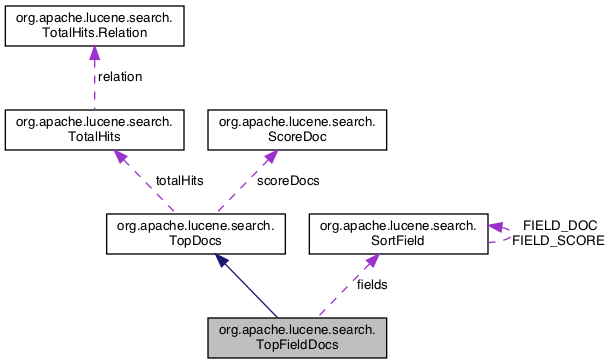 org.apache.lucene.search.
TotalHits.Relation
relation
org.apache.lucene.search.
TotalHits
org.apache.lucene.search.
ScoreDoc
totalHits
scoreDocs
org.apache.lucene.search.
TopDocs
org.apache.lucene.search.
SortField
FIELD_DOC
FIELD_SCORE
fields
org.apache.lucene.search.
TopFieldDocs